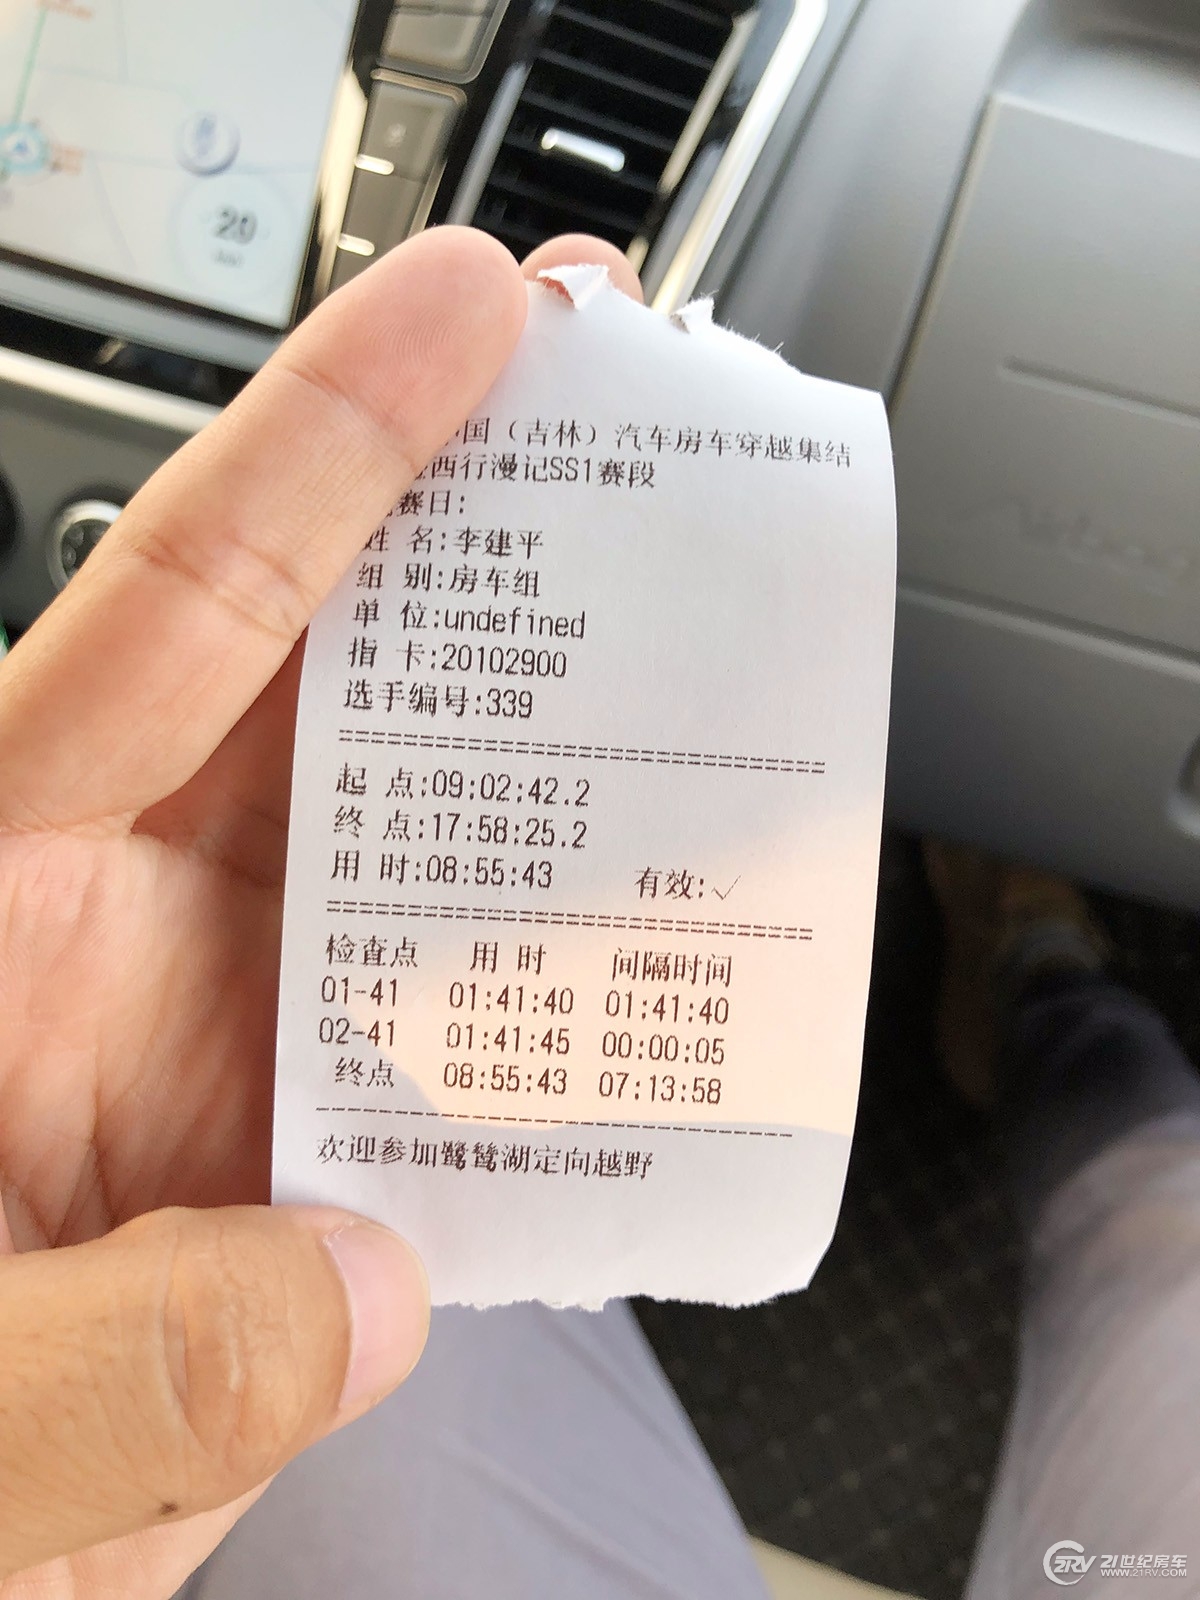 国（吉林）汽车房车穿越集结
西行漫记SS1赛段
赛日:
姓 名:李建平
组 别:房车组
单 位:undefined
指 卡:20102900
选手编号:339
起 点:09:02:42.2
终 点:17:58:25.2
用 时:08:55:43 有效:✓
检查点 用 时 间隔时间
01-41 01:41:40 01:41:40
02-41 01:41:45 00:00:05
终点 08:55:43 07:13:58
欢迎参加鹭鸶湖定向越野
20
2RV 21世纪房车
WWW.21RV.COM